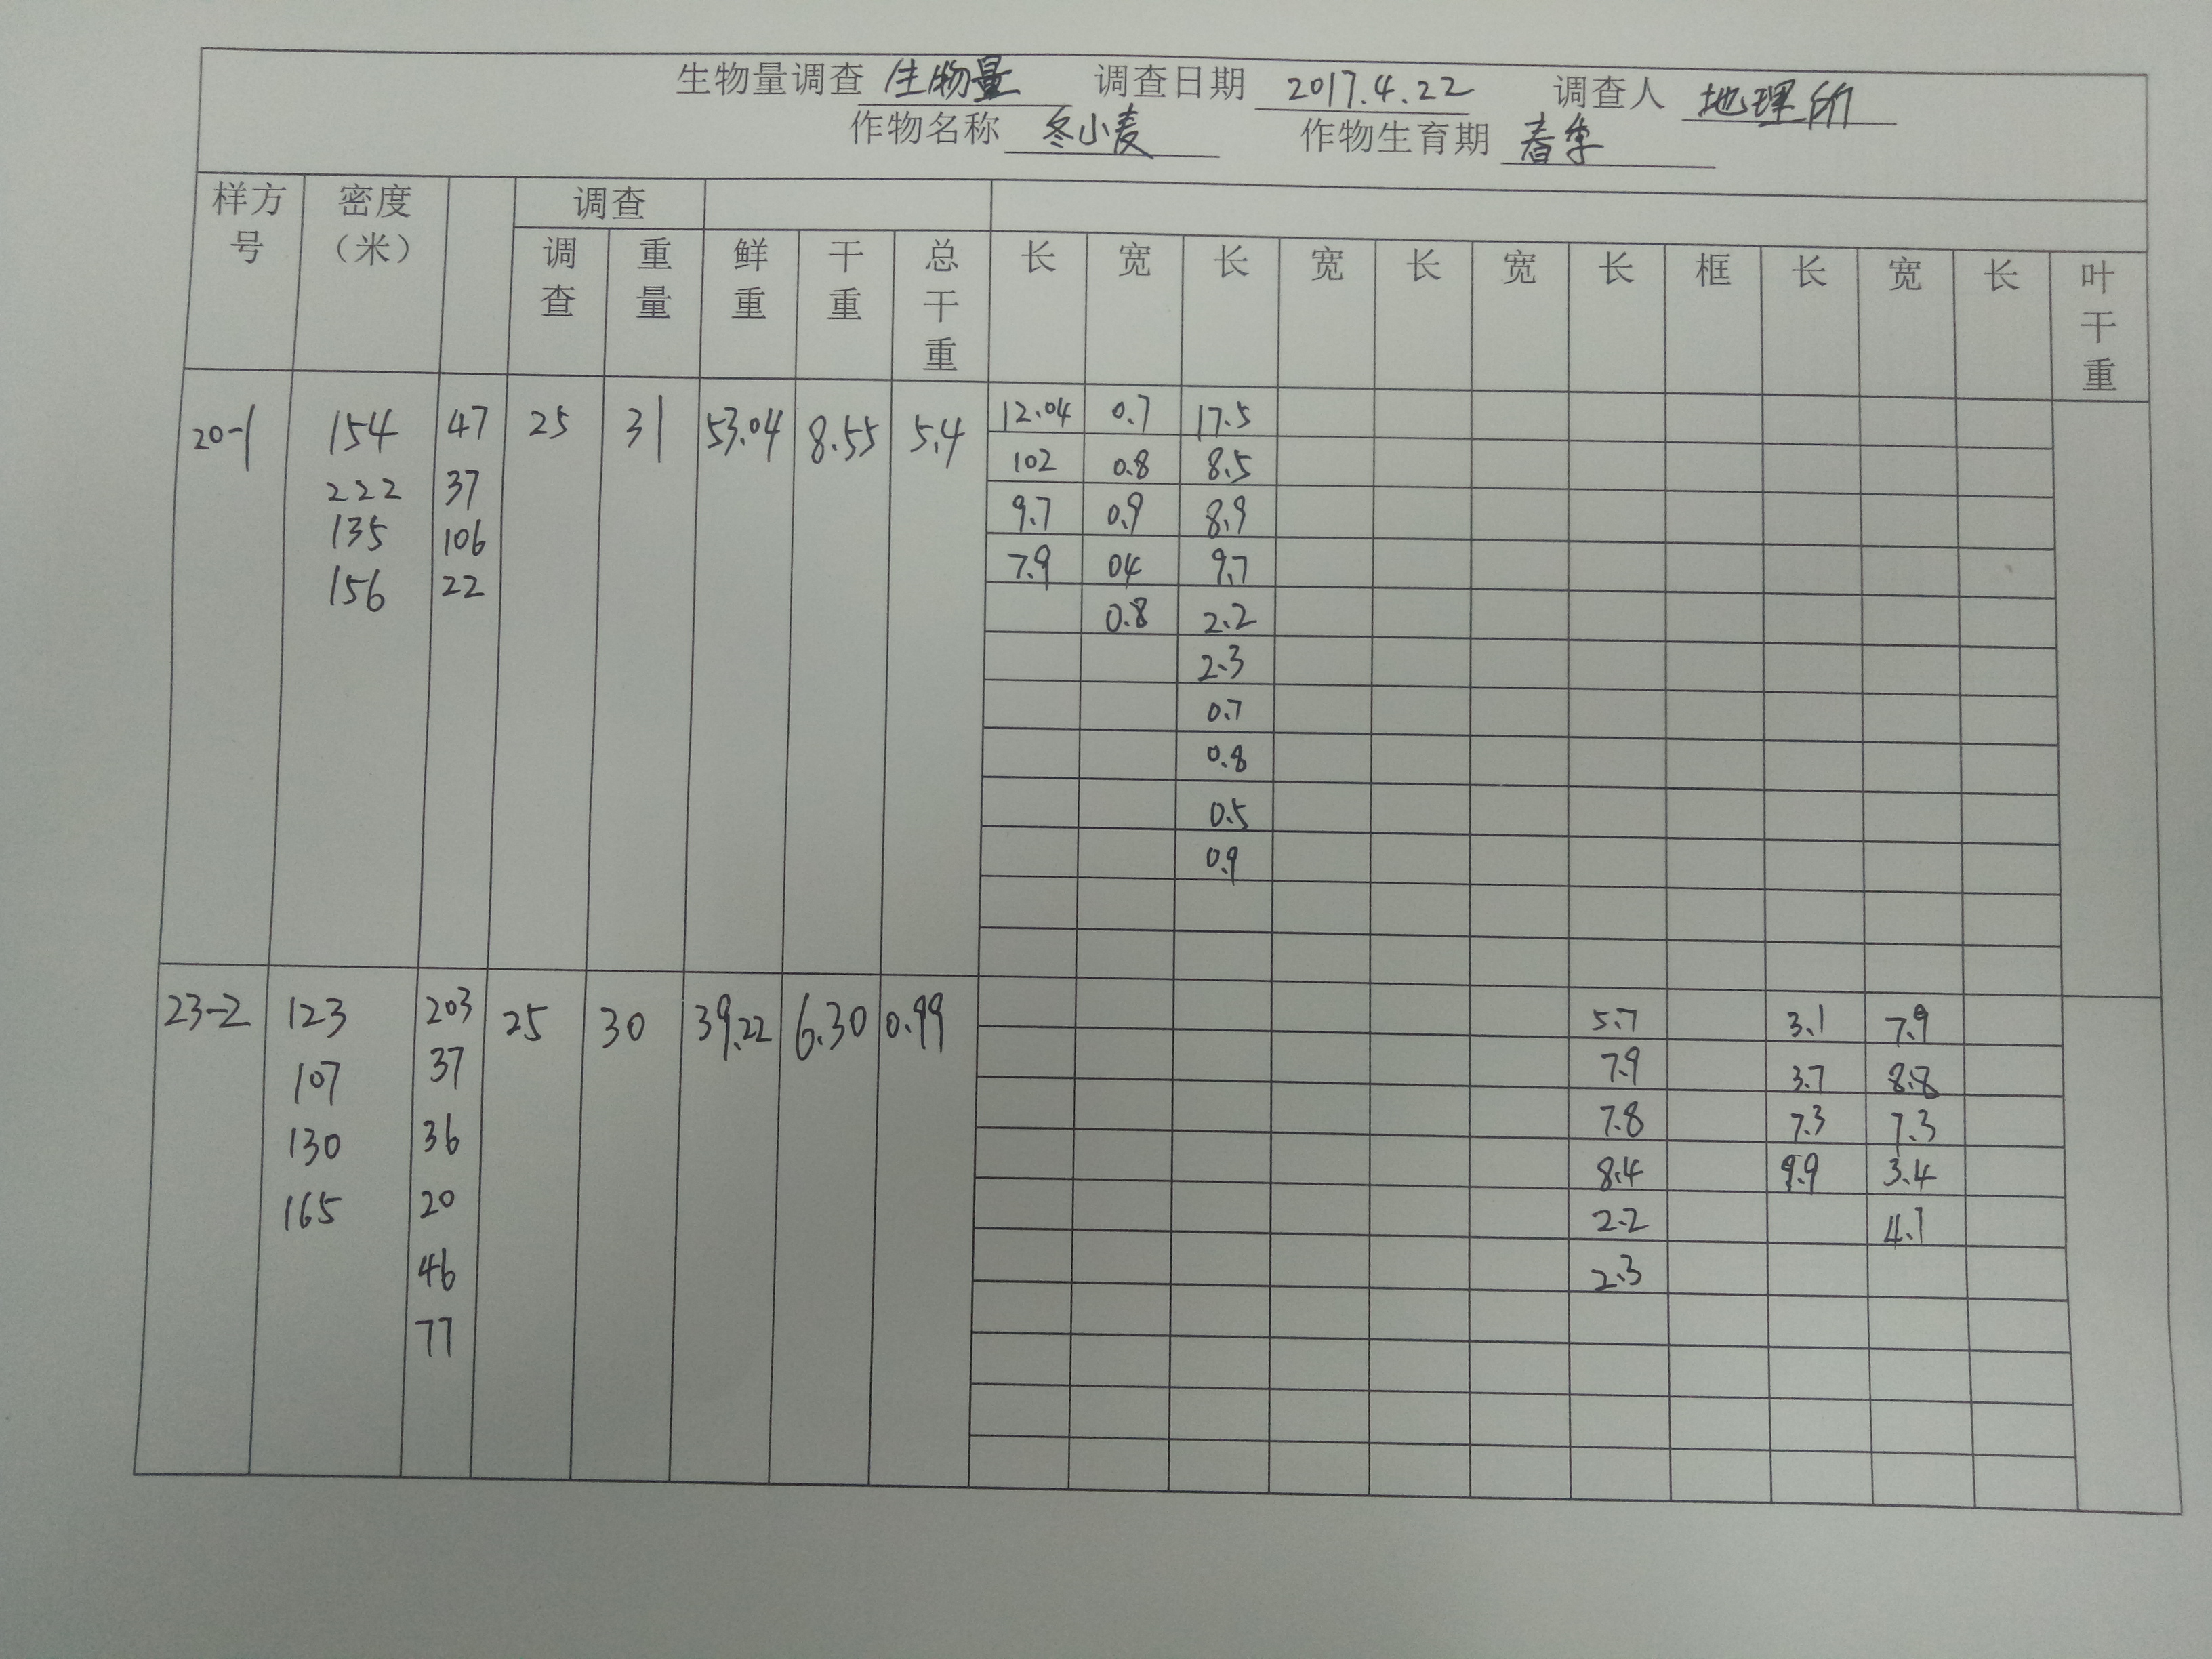 生物量调查 生物量 调查日期 2017.4.22 调查人 地理所
作物名称 冬小麦 作物生育期 春季
样方号 密度（米） 调查
调查 重量 鲜重 干重 总干重 长 宽 长 宽 长 宽 长 框 长 宽 长 叶干重
20-1 154 47 25 31 53.04 8.55 5.4 12.04 0.7 17.5
222 37 102 0.8 8.5
135 106 9.7 0.9 8.9
156 22 7.9 04 9.7
0.8 2.2
2.3
0.7
0.8
0.5
0.9
23-2 123 203 25 30 39.22 6.30 0.99 5.7 3.1 7.9
107 37 7.9 3.7 8.8
130 36 7.8 7.3 7.3
165 20 8.4 9.9 3.4
46 2.2 4.1
77 2.3